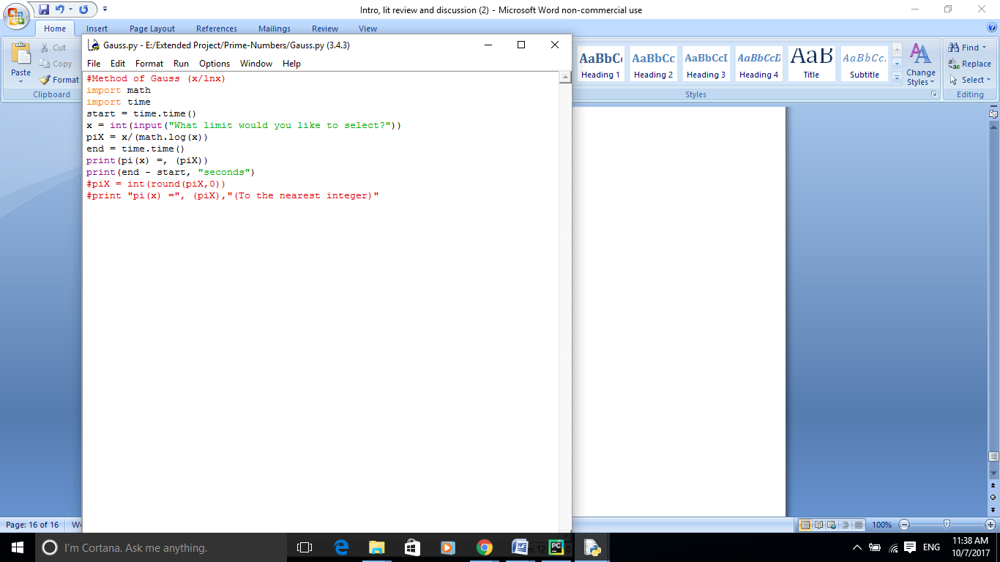 Intro, lit review and discussion (2) - Microsoft Word non-commercial use
Home Insert Page Layout References Mailings Review View
Paste
Cut
Copy
Format
Clipboard
Gauss.py - E:/Extended Project/Prime-Numbers/Gauss.py (3.4.3)
File Edit Format Run Options Window Help
#Method of Gauss (x/lnx)
import math
import time
start = time.time()
x = int(input("What limit would you like to select?"))
piX = x/(math.log(x))
end = time.time()
print(pi(x) =, (piX))
print(end - start, "seconds")
#piX = int(round(piX,0))
#print "pi(x) =", (piX),"(To the nearest integer)"
AaBbC AaBbCc AaBbCcD AaBbCcD AaB AaBbCc.
Heading 1 Heading 2 Heading 3 Heading 4 Title Subtitle
Change
Styles
Styles
Find
Replace
Select
Editing
Page: 16 of 16
100%
I'm Cortana. Ask me anything.
ENG
11:38 AM
10/7/2017